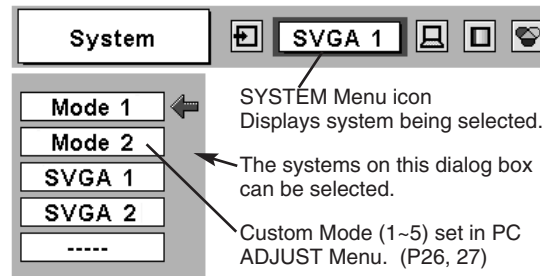 System
SVGA 1
SYSTEM Menu icon
Displays system being selected.
Mode 1
Mode 2
SVGA 1
SVGA 2
-----
The systems on this dialog box
can be selected.
Custom Mode (1~5) set in PC
ADJUST Menu.  (P26, 27)